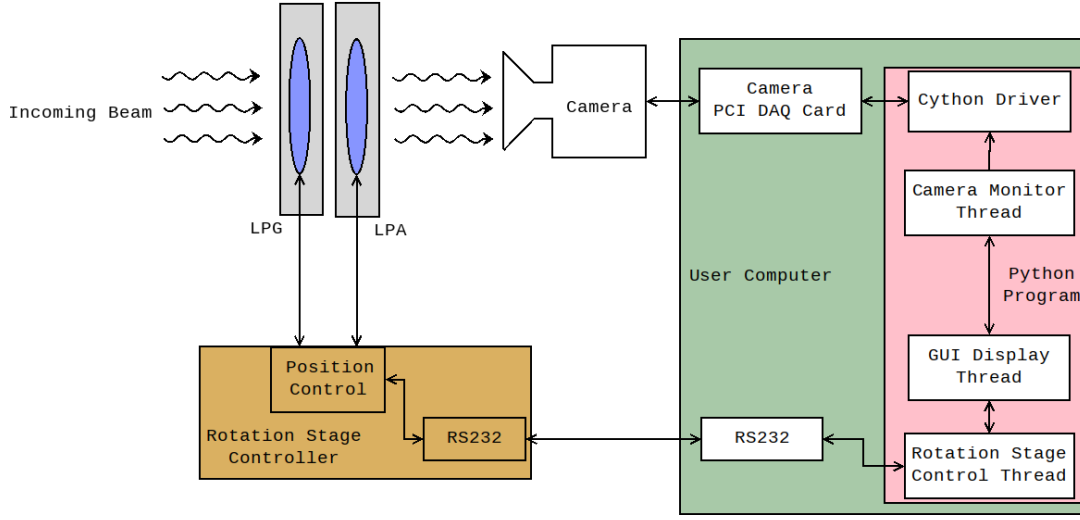 Incoming Beam
LPG
LPA
Camera
Camera
PCI DAQ Card
Cython Driver
Camera Monitor
Thread
User Computer
Python
Program
GUI Display
Thread
Position
Control
Rotation Stage
Controller
RS232
RS232
Rotation Stage
Control Thread